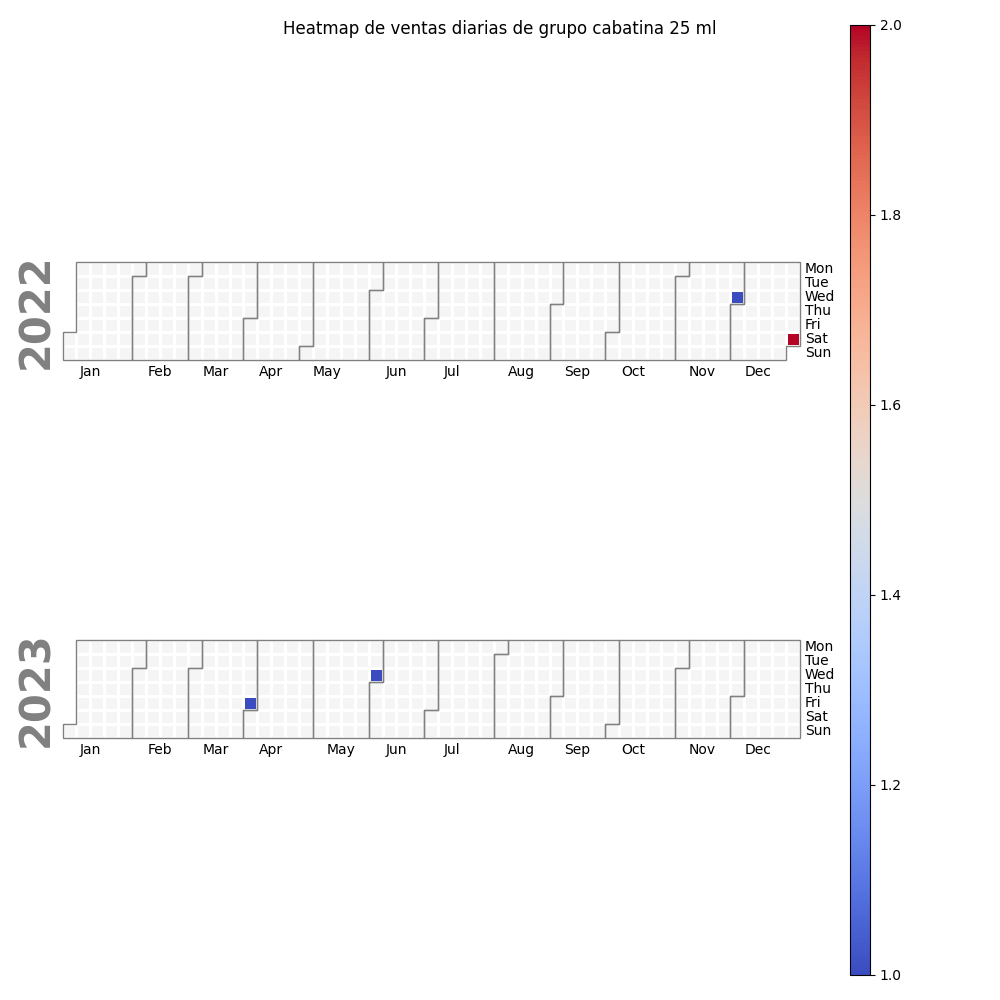 Heatmap de ventas diarias de grupo cabatina 25 ml
2.0
1.8
1.6
1.4
1.2
1.0
2022
Mon
Tue
Wed
Thu
Fri
Sat
Sun
Jan Feb Mar Apr May Jun Jul Aug Sep Oct Nov Dec
2023
Mon
Tue
Wed
Thu
Fri
Sat
Sun
Jan Feb Mar Apr May Jun Jul Aug Sep Oct Nov Dec